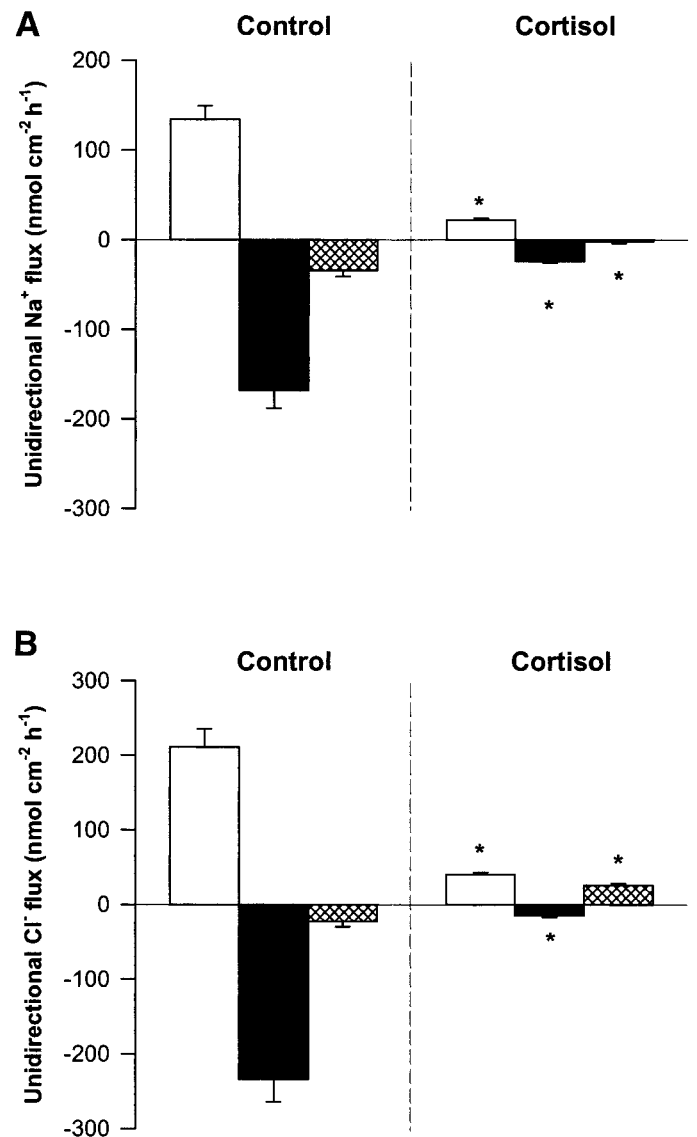 A
Control
Cortisol
Unidirectional Na⁺ flux (nmol cm⁻² h⁻¹)
200
100
0
-100
-200
-300
*
*
*
B
Control
Cortisol
Unidirectional Cl⁻ flux (nmol cm⁻² h⁻¹)
300
200
100
0
-100
-200
-300
*
*
*